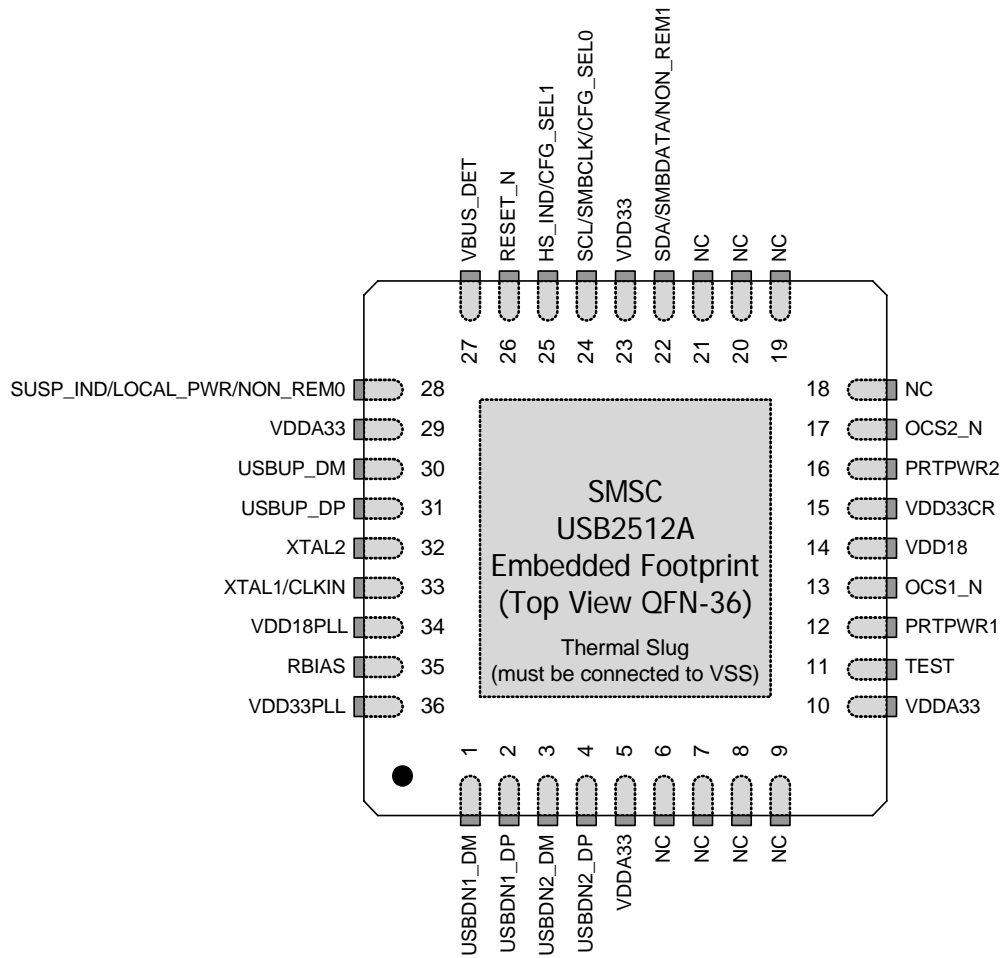 VBUS_DET
RESET_N
HS_IND/CFG_SEL1
SCL/SMBCLK/CFG_SEL0
VDD33
SDA/SMBDATA/NON_REM1
NC
NC
NC
27
26
25
24
23
22
21
20
19
SUSP_IND/LOCAL_PWR/NON_REM0 28
VDDA33 29
USBUP_DM 30
USBUP_DP 31
XTAL2 32
XTAL1/CLKIN 33
VDD18PLL 34
RBIAS 35
VDD33PLL 36
SMSC
USB2512A
Embedded Footprint
(Top View QFN-36)
Thermal Slug
(must be connected to VSS)
18 NC
17 OCS2_N
16 PRTPWR2
15 VDD33CR
14 VDD18
13 OCS1_N
12 PRTPWR1
11 TEST
10 VDDA33
1
2
3
4
5
6
7
8
9
USBDN1_DM
USBDN1_DP
USBDN2_DM
USBDN2_DP
VDDA33
NC
NC
NC
NC